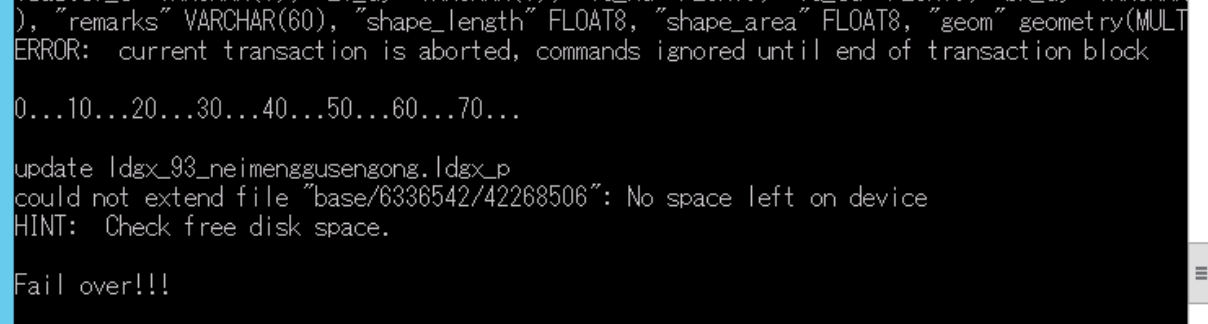 ), "remarks" VARCHAR(60), "shape_length" FLOAT8, "shape_area" FLOAT8, "geom" geometry(MULT
ERROR:  current transaction is aborted, commands ignored until end of transaction block
0...10...20...30...40...50...60...70...
update ldgx_93_neimenggusengong.ldgx_p
could not extend file "base/6336542/42268506": No space left on device
HINT:  Check free disk space.
Fail over!!!